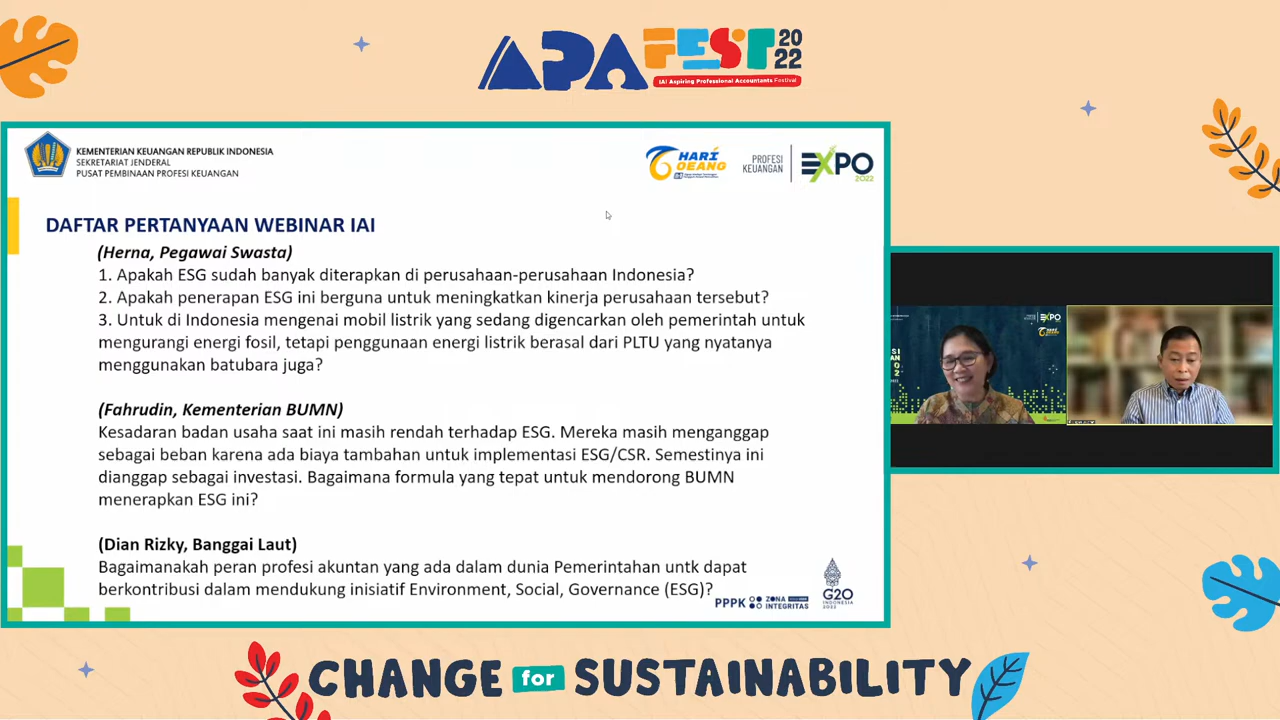 APA FEST 2022
IAI Aspiring Professional Accountants Festival
KEMENTERIAN KEUANGAN REPUBLIK INDONESIA
SEKRETARIAT JENDERAL
PUSAT PEMBINAAN PROFESI KEUANGAN
HARI OEANG
PROFESI KEUANGAN
EXPO 2022
DAFTAR PERTANYAAN WEBINAR IAI
(Herna, Pegawai Swasta)
1. Apakah ESG sudah banyak diterapkan di perusahaan-perusahaan Indonesia?
2. Apakah penerapan ESG ini berguna untuk meningkatkan kinerja perusahaan tersebut?
3. Untuk di Indonesia mengenai mobil listrik yang sedang digencarkan oleh pemerintah untuk
mengurangi energi fosil, tetapi penggunaan energi listrik berasal dari PLTU yang nyatanya
menggunakan batubara juga?
(Fahrudin, Kementerian BUMN)
Kesadaran badan usaha saat ini masih rendah terhadap ESG. Mereka masih menganggap
sebagai beban karena ada biaya tambahan untuk implementasi ESG/CSR. Semestinya ini
dianggap sebagai investasi. Bagaimana formula yang tepat untuk mendorong BUMN
menerapkan ESG ini?
(Dian Rizky, Banggai Laut)
Bagaimanakah peran profesi akuntan yang ada dalam dunia Pemerintahan untk dapat
berkontribusi dalam mendukung inisiatif Environment, Social, Governance (ESG)?
PPPK
ZONA
INTEGRITAS
G20
INDONESIA
2022
EXPO
CHANGE for SUSTAINABILITY